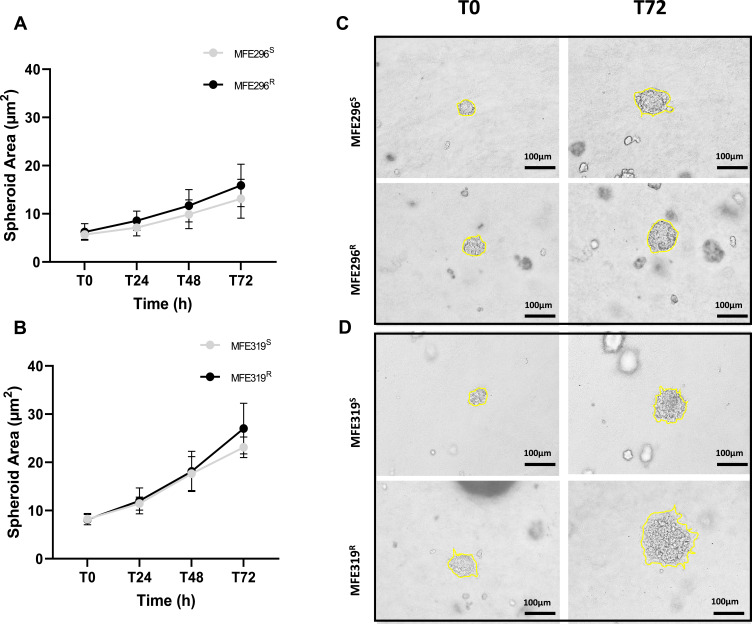 A
MFE296S
MFE296R
Spheroid Area (µm2)
40
30
20
10
0
T0 T24 T48 T72
Time (h)
B
MFE319S
MFE319R
Spheroid Area (µm2)
40
30
20
10
0
T0 T24 T48 T72
Time (h)
T0 T72
C
MFE296S
100µm 100µm
MFE296R
100µm 100µm
D
MFE319S
100µm 100µm
MFE319R
100µm 100µm